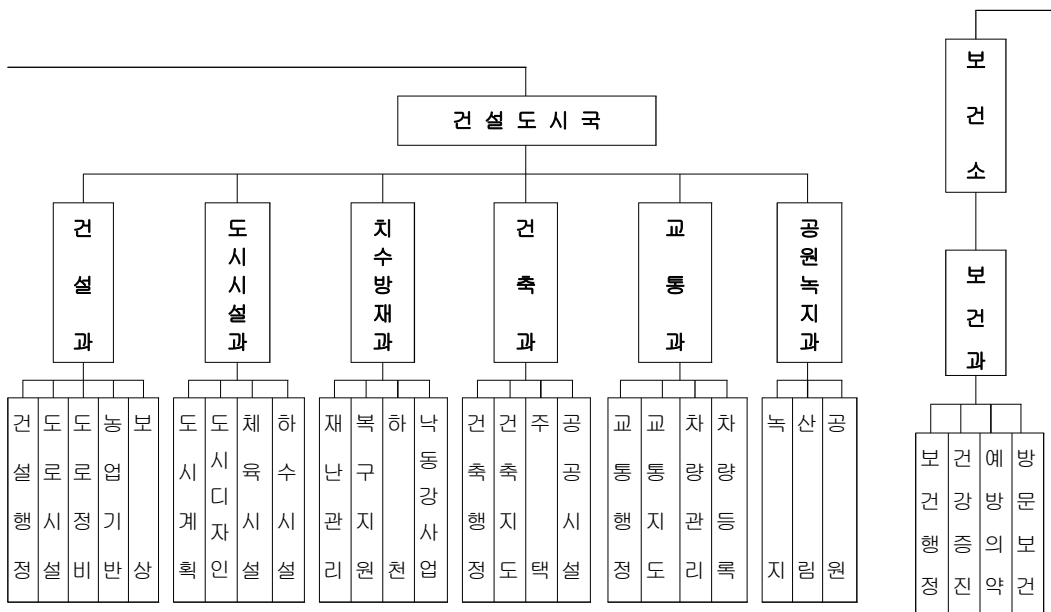 건설도시국
건설과
도시시설과
치수방재과
건축과
교통과
공원녹지과
건설행정
도로시설
도로정비
농업기반
보상
도시계획
도시디자인
체육시설
하수시설
재난관리
복구지원
하천
낙동강사업
건축행정
건축지도
주택
공공시설
교통행정
교통지도
차량관리
차량등록
녹지
산림
공원
보건소
보건과
보건행정
건강증진
예방의약
방문보건